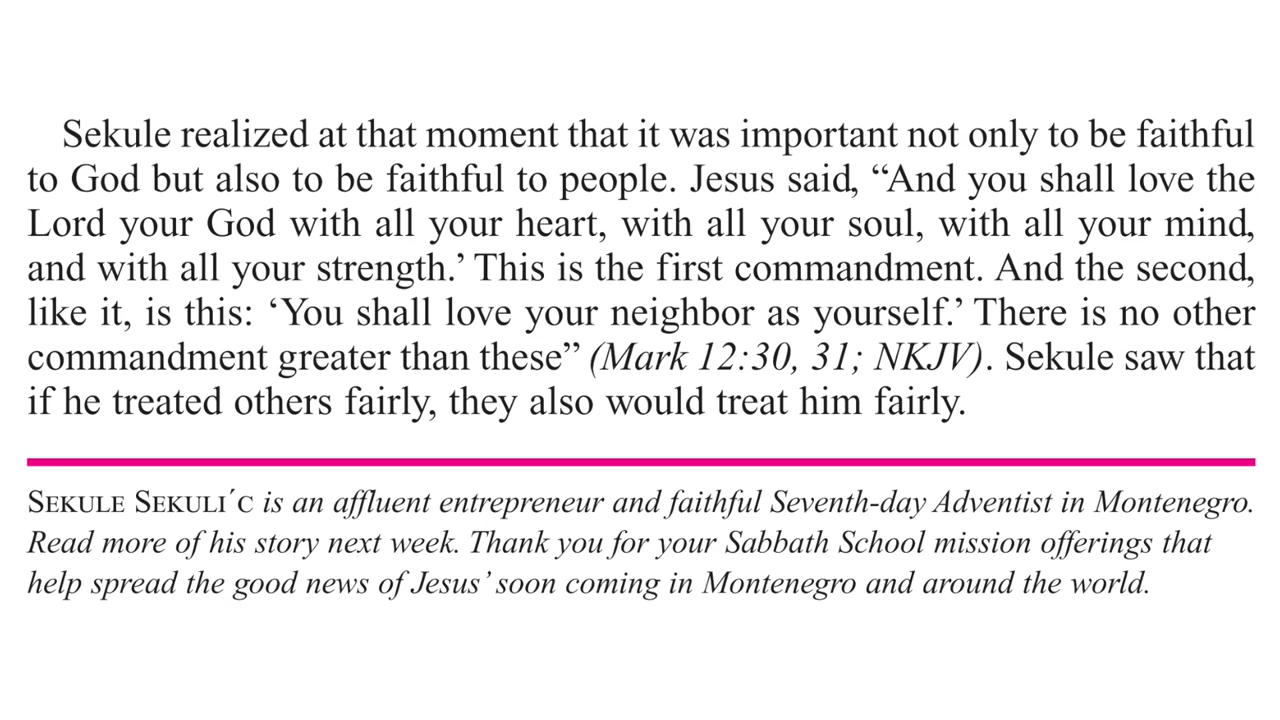 Sekule realized at that moment that it was important not only to be faithful
to God but also to be faithful to people. Jesus said, “And you shall love the
Lord your God with all your heart, with all your soul, with all your mind,
and with all your strength.’ This is the first commandment. And the second,
like it, is this: ‘You shall love your neighbor as yourself.’ There is no other
commandment greater than these” (Mark 12:30, 31; NKJV). Sekule saw that
if he treated others fairly, they also would treat him fairly.
SEKULE SEKULI´C is an affluent entrepreneur and faithful Seventh-day Adventist in Montenegro.
Read more of his story next week. Thank you for your Sabbath School mission offerings that
help spread the good news of Jesus’ soon coming in Montenegro and around the world.